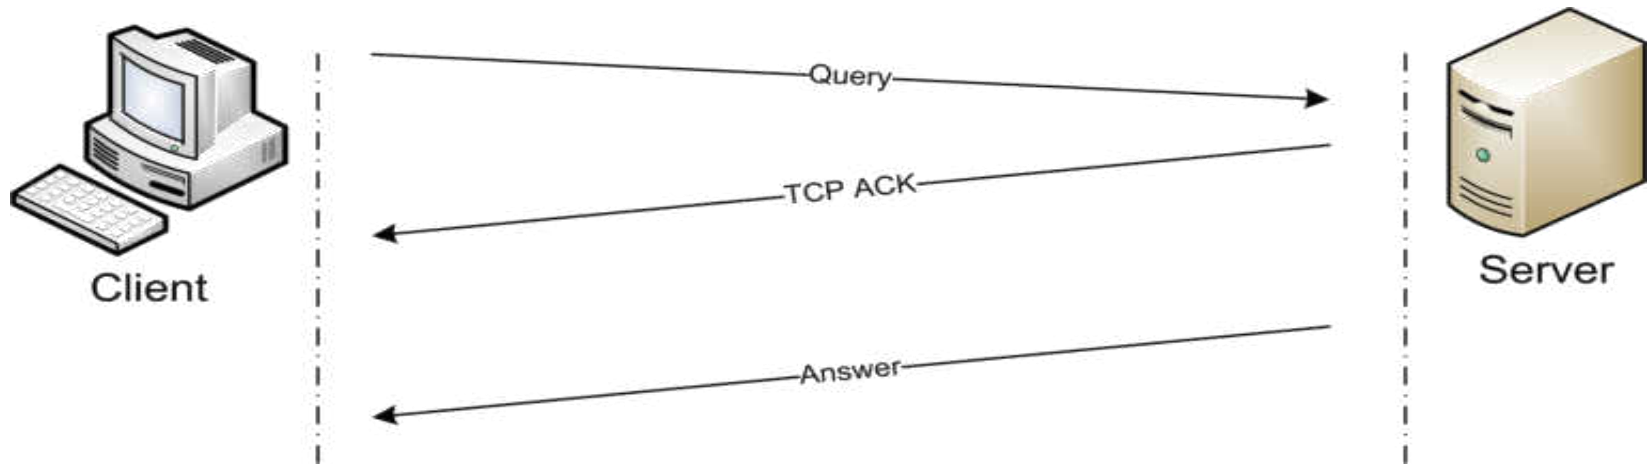 Query
TCP ACK
Client
Server
Answer